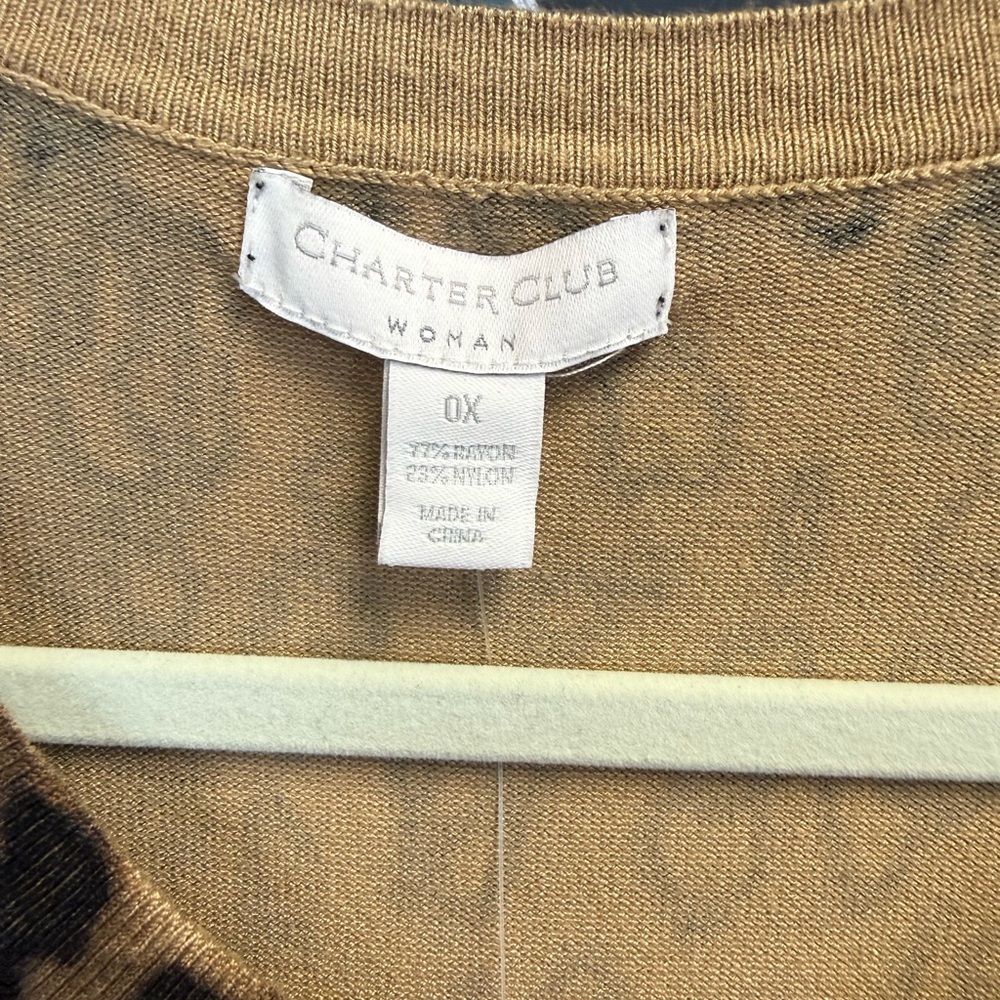 CHARTER CLUB
WOMAN
0X
77% RAYON
23% NYLON
MADE IN
CHINA